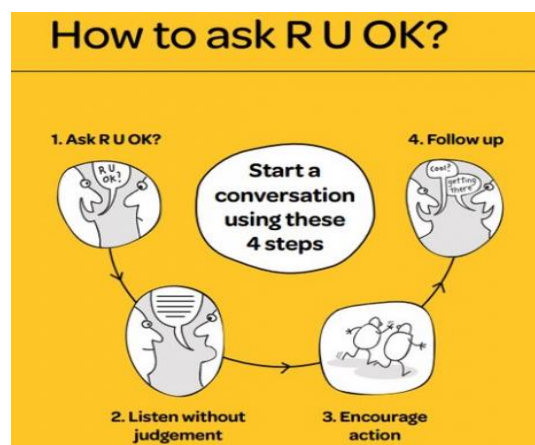 How to ask R U OK?
1. Ask R U OK?
R U
OK?
Start a
conversation
using these
4 steps
4. Follow up
Cool?
getting
there
2. Listen without
judgement
3. Encourage
action